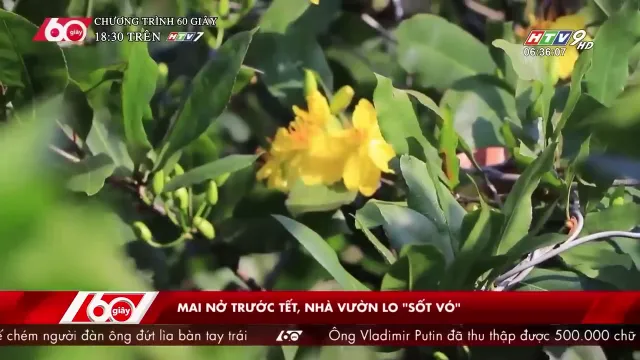 60 giây
CHƯƠNG TRÌNH 60 GIÂY
18:30 TRÊN HTV7
HTV9 HD
06:36:07
60 giây
MAI NỞ TRƯỚC TẾT, NHÀ VƯỜN LO "SỐT VÓ"
chém người đàn ông đứt lìa bàn tay trái Ông Vladimir Putin đã thu thập được 500.000 chữ